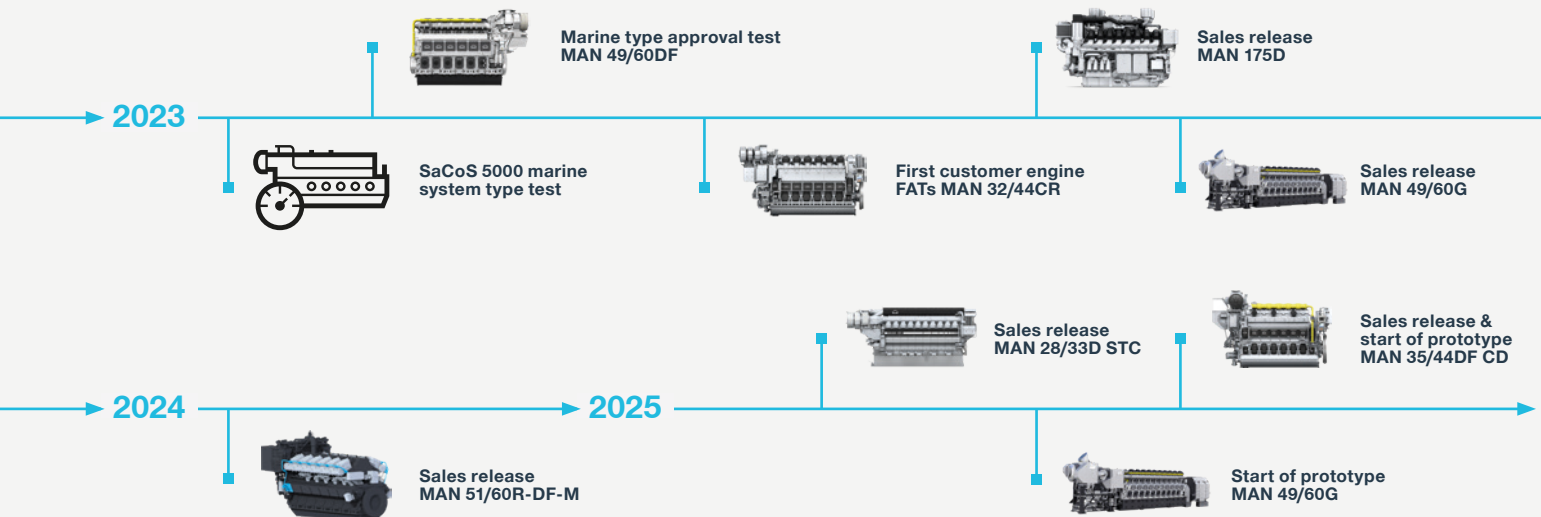 Marine type approval test
MAN 49/60DF
Sales release
MAN 175D
2023
SaCoS 5000 marine
system type test
First customer engine
FATs MAN 32/44CR
Sales release
MAN 49/60G
Sales release
MAN 28/33D STC
Sales release &
start of prototype
MAN 35/44DF CD
2024
2025
Sales release
MAN 51/60R-DF-M
Start of prototype
MAN 49/60G